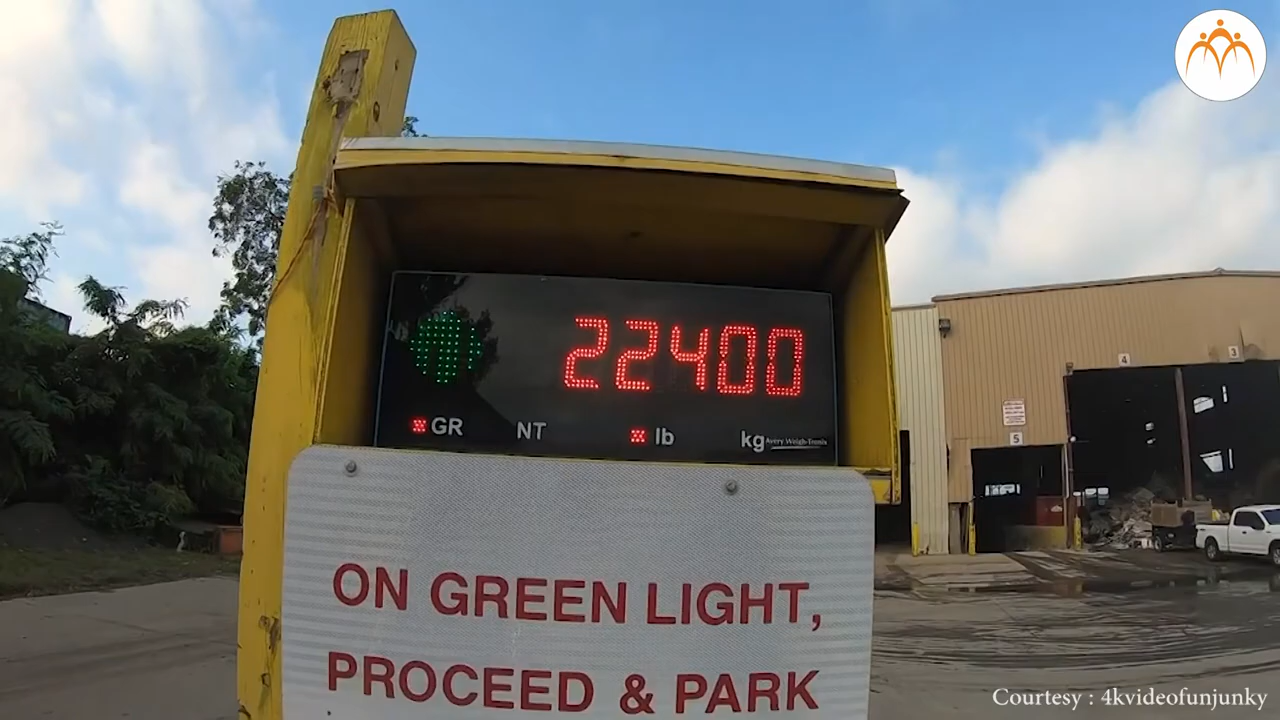 22400
GR NT lb kg Avery Weigh-Tronix
ON GREEN LIGHT,
PROCEED & PARK
4
3
5
Courtesy : 4kvideofunjunky